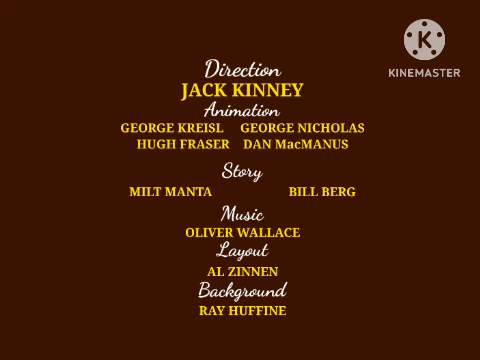 K
KINEMASTER
Direction
JACK KINNEY
Animation
GEORGE KREISL GEORGE NICHOLAS
HUGH FRASER DAN MacMANUS
Story
MILT MANTA BILL BERG
Music
OLIVER WALLACE
Layout
AL ZINNEN
Background
RAY HUFFINE